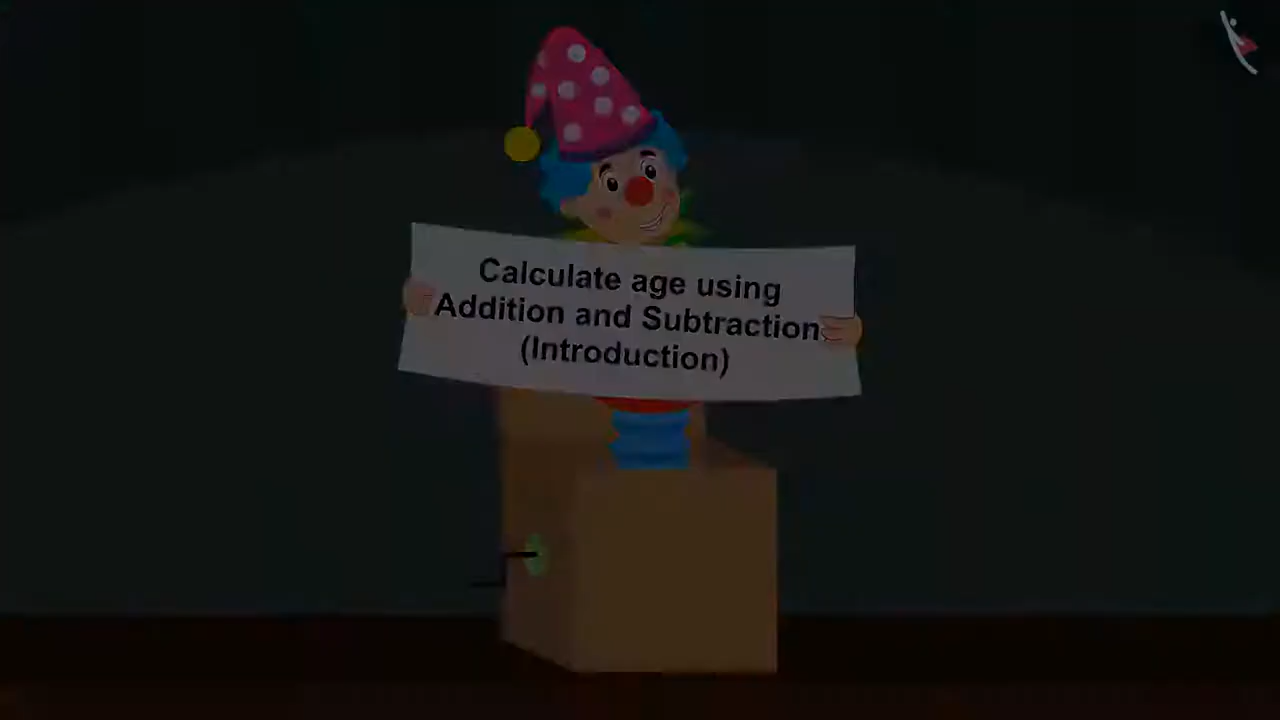 Calculate age using
Addition and Subtraction
(Introduction)